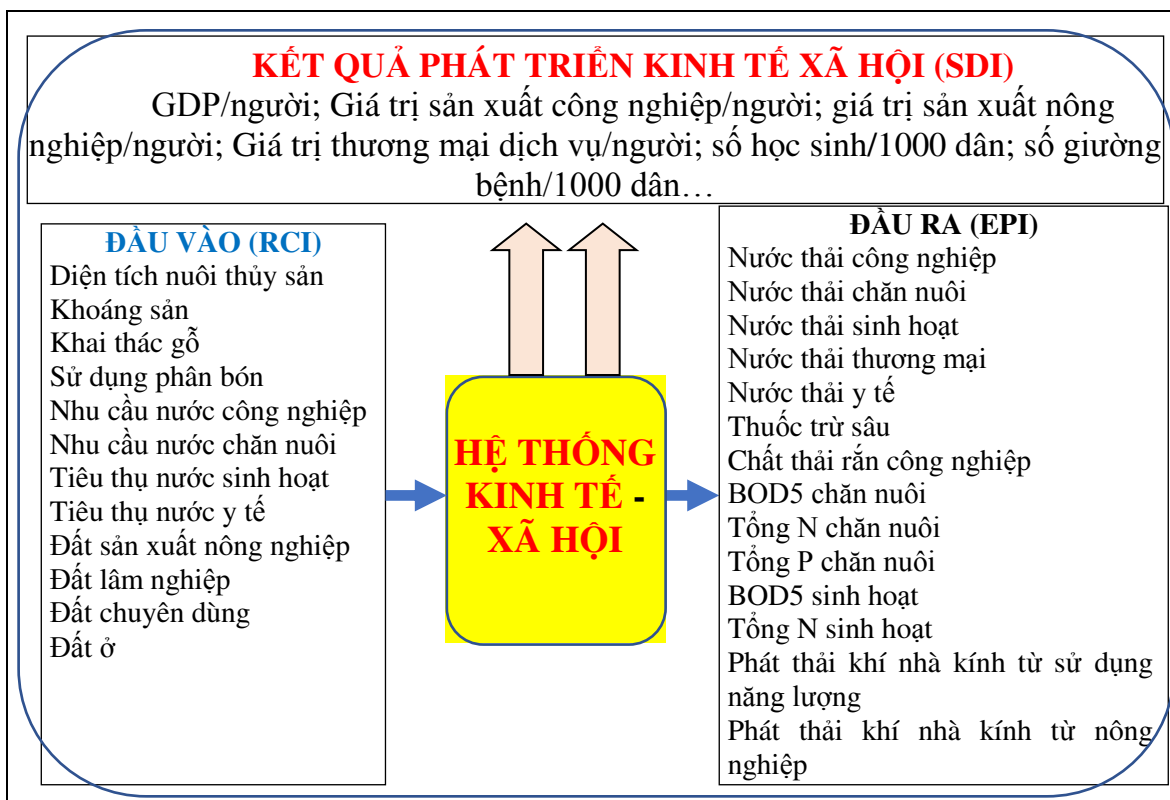 KẾT QUẢ PHÁT TRIỂN KINH TẾ XÃ HỘI (SDI)
GDP/người; Giá trị sản xuất công nghiệp/người; giá trị sản xuất nông
nghiệp/người; Giá trị thương mại dịch vụ/người; số học sinh/1000 dân; số giường
bệnh/1000 dân…
ĐẦU VÀO (RCI)
Diện tích nuôi thủy sản
Khoáng sản
Khai thác gỗ
Sử dụng phân bón
Nhu cầu nước công nghiệp
Nhu cầu nước chăn nuôi
Tiêu thụ nước sinh hoạt
Tiêu thụ nước y tế
Đất sản xuất nông nghiệp
Đất lâm nghiệp
Đất chuyên dùng
Đất ở
HỆ THỐNG
KINH TẾ -
XÃ HỘI
ĐẦU RA (EPI)
Nước thải công nghiệp
Nước thải chăn nuôi
Nước thải sinh hoạt
Nước thải thương mại
Nước thải y tế
Thuốc trừ sâu
Chất thải rắn công nghiệp
BOD5 chăn nuôi
Tổng N chăn nuôi
Tổng P chăn nuôi
BOD5 sinh hoạt
Tổng N sinh hoạt
Phát thải khí nhà kính từ sử dụng
năng lượng
Phát thải khí nhà kính từ nông
nghiệp